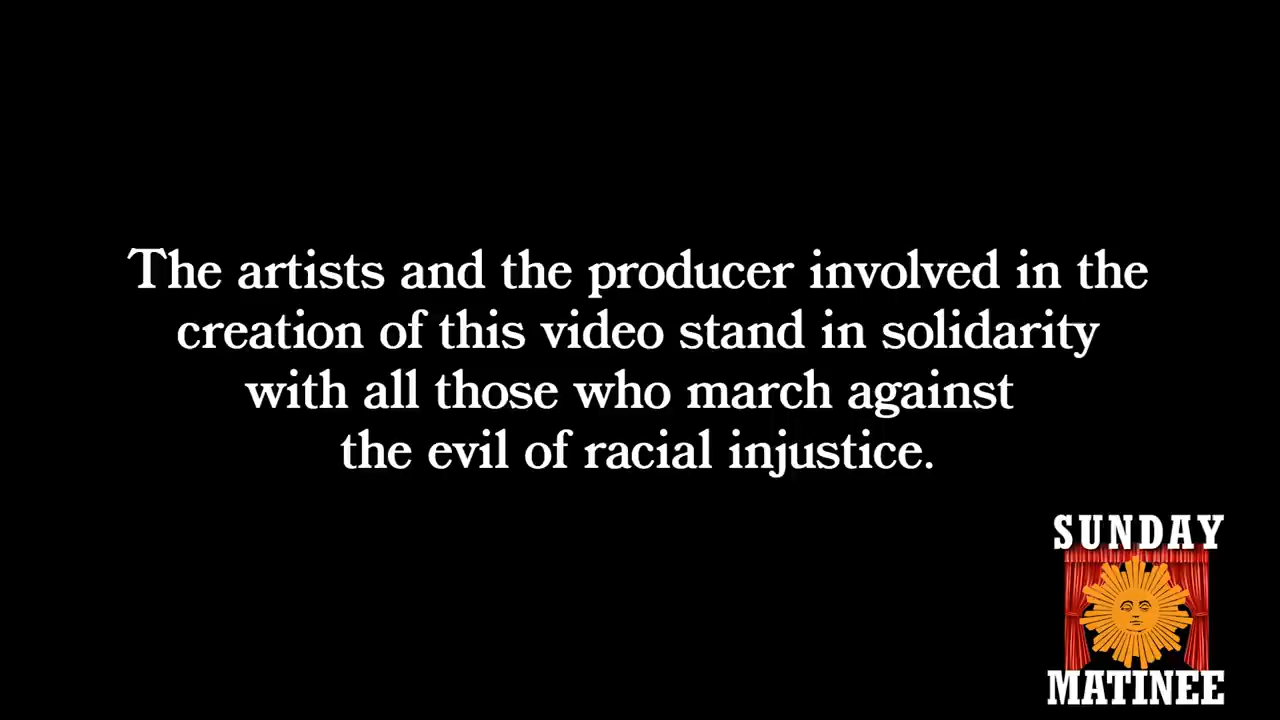 The artists and the producer involved in the
creation of this video stand in solidarity
with all those who march against
the evil of racial injustice.
SUNDAY
MATINEE